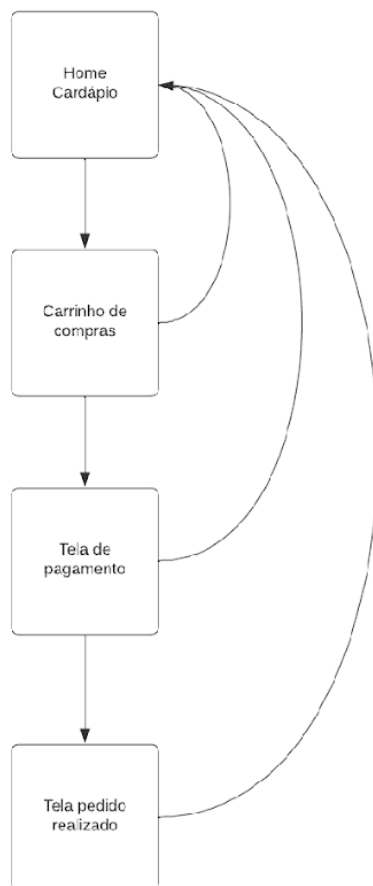 Home
Cardápio
Carrinho de
compras
Tela de
pagamento
Tela pedido
realizado